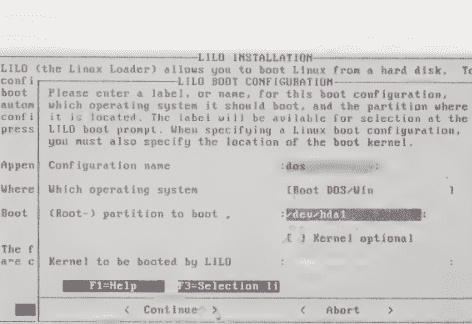 LILO INSTALLATION
LILO (the Linux Loader) allows you to boot Linux from a hard disk. To
confi
LILO BOOT CONFIGURATION
boot
Please enter a label, or name, for this boot configuration,
autom
which operating system it should boot, and the partition where
confi
it is located. The label will be available for selection at the
press
LILO boot prompt. When specifying a Linux boot configuration,
you must also specify the location of the boot kernel.
Appen
Configuration name :dos :
Where
Which operating system [Boot DOS/Win ]
Boot
(Root-) partition to boot :/dev/hda1 :
[ ] Kernel optional
The f
are c
Kernel to be booted by LILO : :
F1=Help F3=Selection li
< Continue > < Abort >